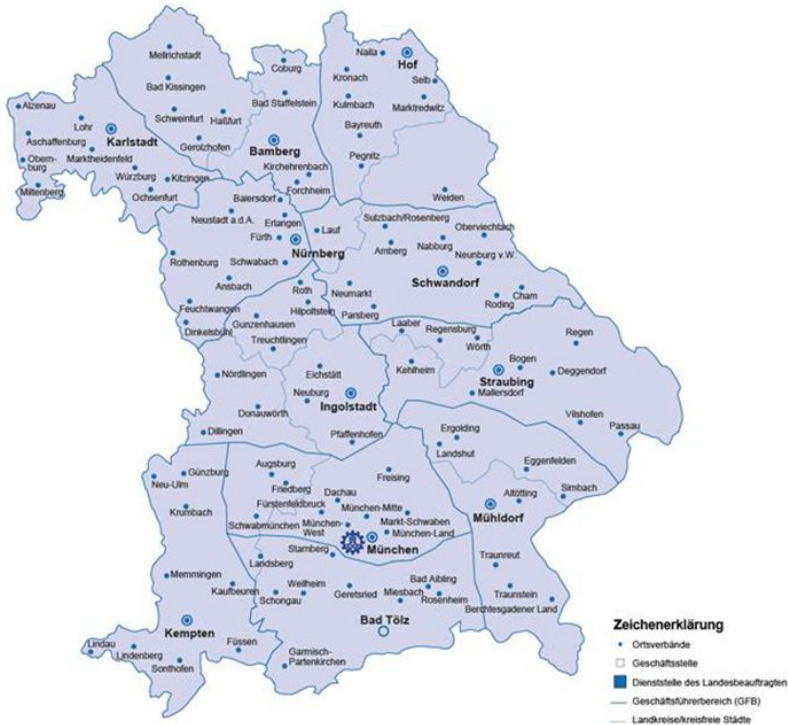 Mellrichstadt
Coburg
Naila
Hof
Bad Kissingen
Kronach
Selb
Bad Staffelstein
Kulmbach
Marktredwitz
Alzenau
Lohr
Schweinfurt
Haßfurt
Karlstadt
Bayreuth
Aschaffenburg
Gerolzhofen
Bamberg
Marktheidenfeld
Obern-
burg
Pegnitz
Kirchehrenbach
Würzburg
Kitzingen
Forchheim
Miltenberg
Ochsenfurt
Weiden
Baiersdorf
Neustadt a.d.A.
Erlangen
Sulzbach/Rosenberg
Oberviechtach
Lauf
Fürth
Amberg
Nabburg
Nürnberg
Neunburg v.W.
Rothenburg
Schwabach
Schwandorf
Ansbach
Roth
Neumarkt
Cham
Roding
Feuchtwangen
Hilpoltstein
Parsberg
Gunzenhausen
Dinkelsbühl
Laaber
Regensburg
Regen
Treuchtlingen
Wörth
Kehlheim
Bogen
Nördlingen
Eichstätt
Straubing
Deggendorf
Neuburg
Mallersdorf
Ingolstadt
Donauwörth
Vilshofen
Dillingen
Pfaffenhofen
Ergolding
Passau
Landshut
Neu-Ulm
Günzburg
Augsburg
Freising
Eggenfelden
Friedberg
Dachau
Simbach
Krumbach
Fürstenfeldbruck
München-Mitte
Altötting
Schwabmünchen
München-
West
Markt-Schwaben
Mühldorf
München-Land
Starnberg
München
Landsberg
Traunreut
Memmingen
Kaufbeuren
Weilheim
Geretsried
Bad Aibling
Miesbach
Schongau
Rosenheim
Traunstein
Berchtesgadener Land
Kempten
Bad Tölz
Lindau
Lindenberg
Füssen
Sonthofen
Garmisch-
Partenkirchen
Zeichenerklärung
Ortsverbände
Geschäftsstelle
Dienststelle des Landesbeauftragten
Geschäftsführerbereich (GFB)
Landkreise/kreisfreie Städte